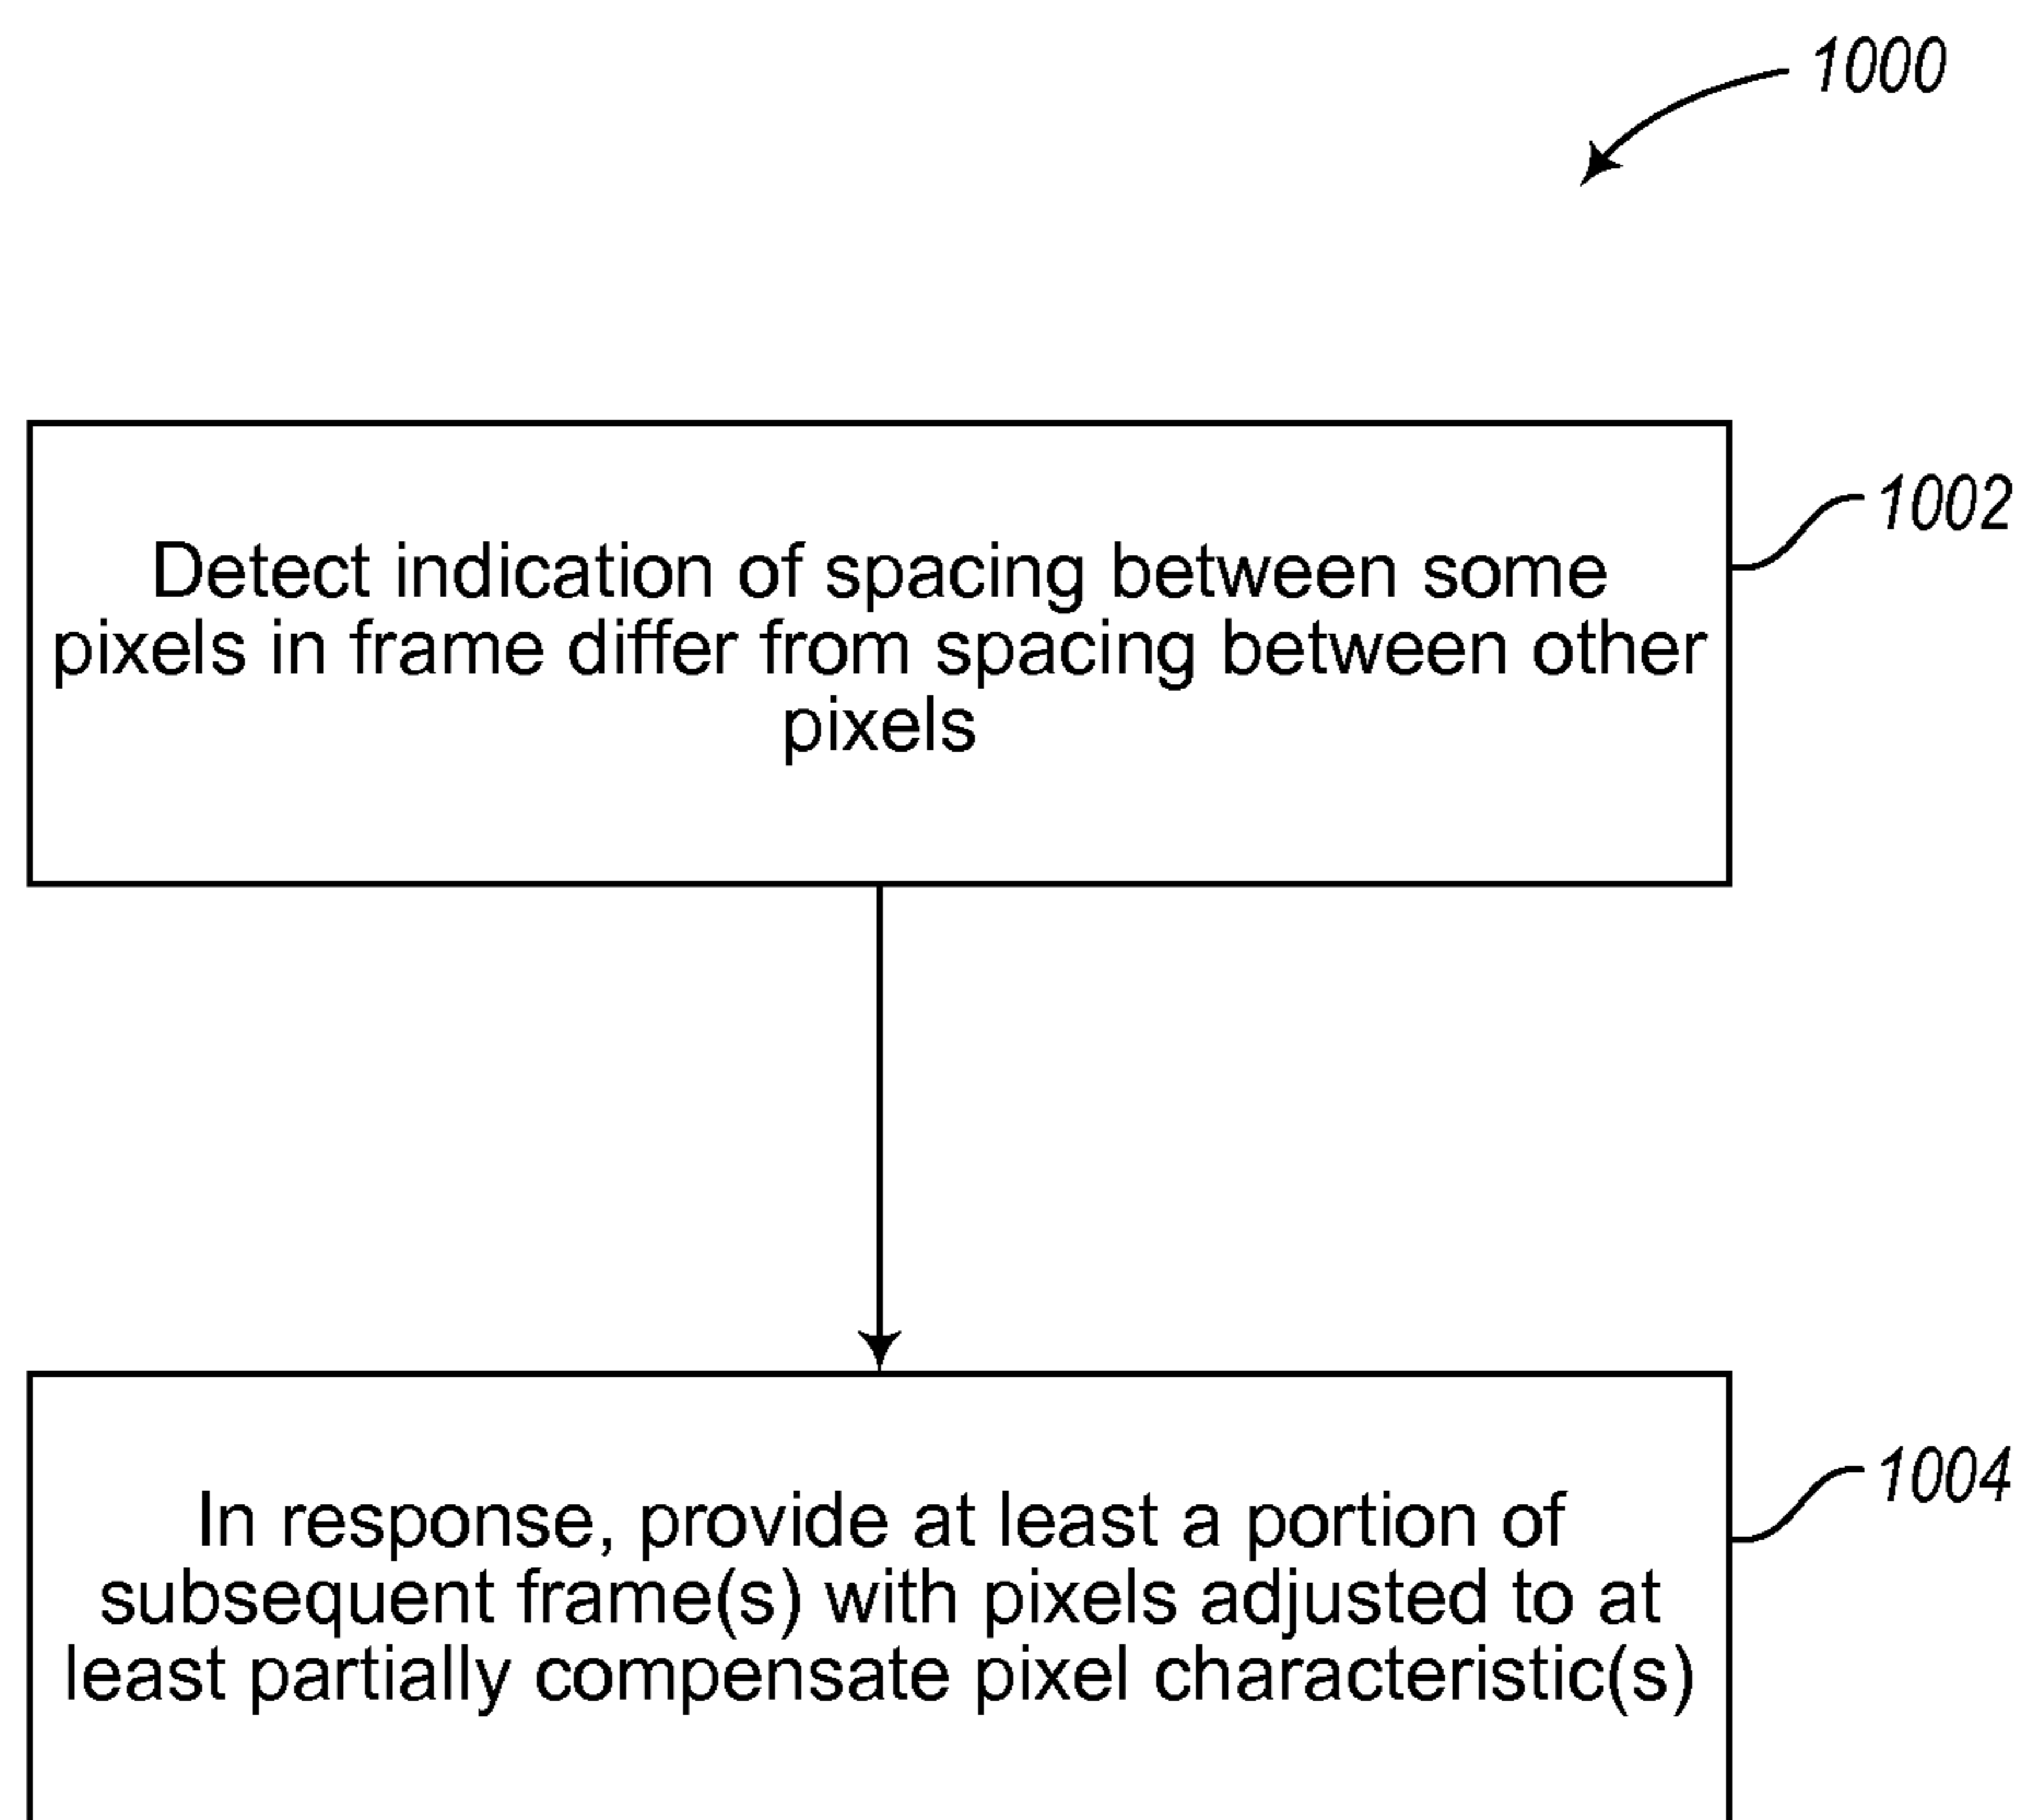 1000
1002
Detect indication of spacing between some
pixels in frame differ from spacing between other
pixels
1004
In response, provide at least a portion of
subsequent frame(s) with pixels adjusted to at
least partially compensate pixel characteristic(s)